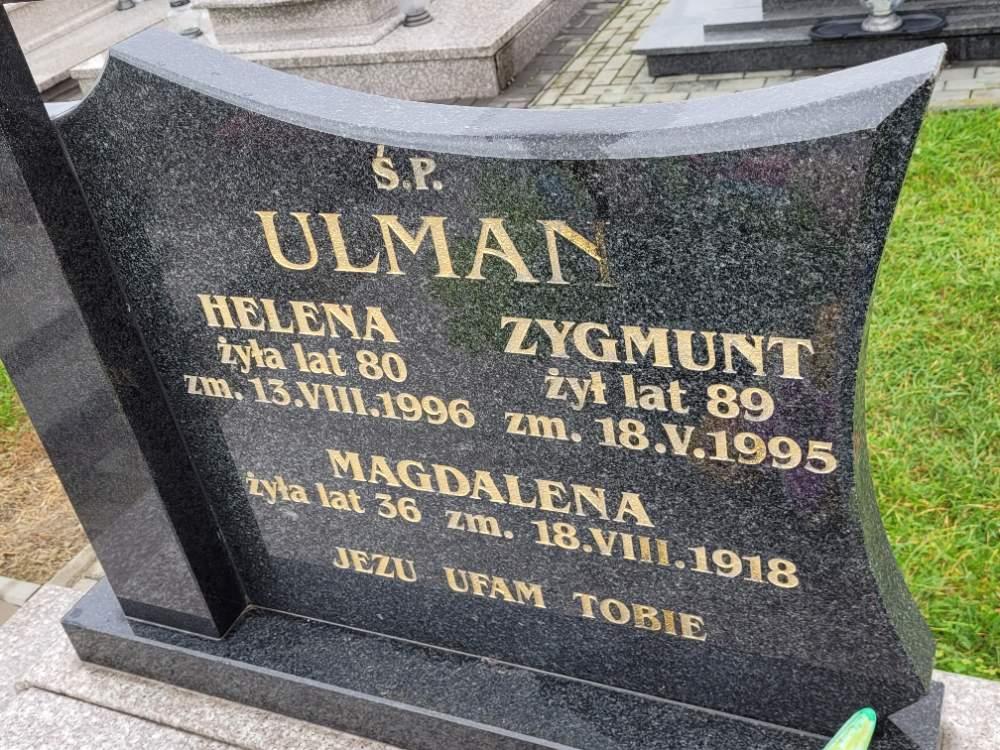 Ś.P.
ULMAN
HELENA
żyła lat 80
zm. 13.VIII.1996
ZYGMUNT
żył lat 89
zm. 18.V.1995
MAGDALENA
żyła lat 36 zm. 18.VIII.1918
JEZU UFAM TOBIE